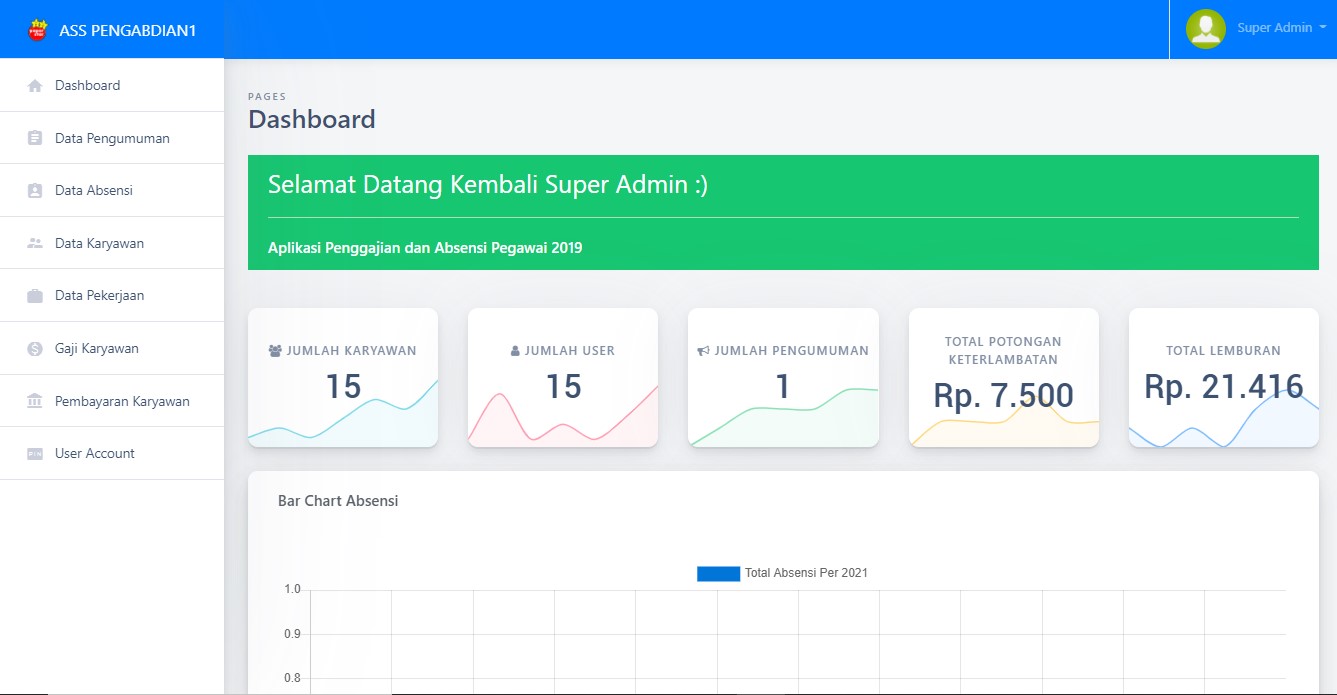 ASS PENGABDIAN1
Super Admin
Dashboard
Data Pengumuman
Data Absensi
Data Karyawan
Data Pekerjaan
Gaji Karyawan
Pembayaran Karyawan
User Account
PAGES
Dashboard
Selamat Datang Kembali Super Admin :)
Aplikasi Penggajian dan Absensi Pegawai 2019
JUMLAH KARYAWAN
15
JUMLAH USER
15
JUMLAH PENGUMUMAN
1
TOTAL POTONGAN
KETERLAMBATAN
Rp. 7.500
TOTAL LEMBURAN
Rp. 21.416
Bar Chart Absensi
Total Absensi Per 2021
1.0
0.9
0.8